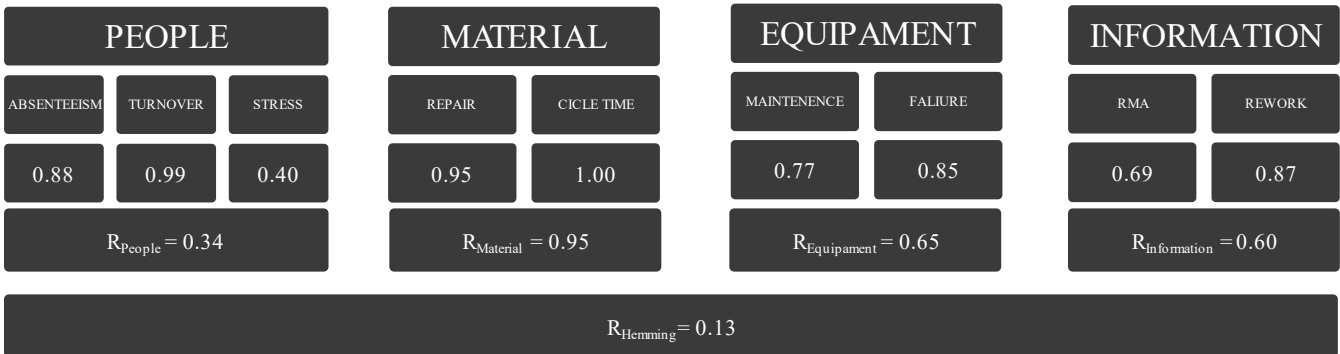 PEOPLE
MATERIAL
EQUIPAMENT
INFORMATION
ABSENTEEISM
TURNOVER
STRESS
REPAIR
CICLE TIME
MAINTENENCE
FALIURE
RMA
REWORK
0.88
0.99
0.40
0.95
1.00
0.77
0.85
0.69
0.87
RPeople = 0.34
RMaterial = 0.95
REquipament = 0.65
RInformation = 0.60
RHemming = 0.13